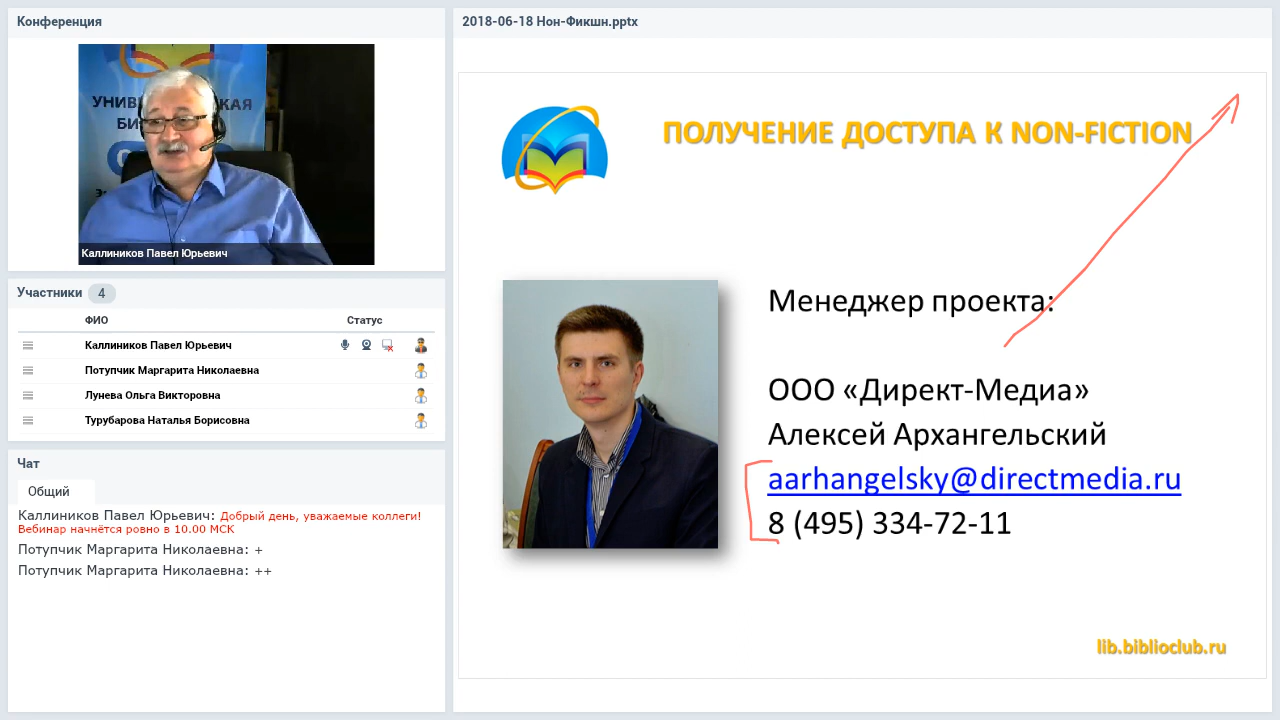 Конференция
УНИВ
КАЯ
БИ
Каллиников Павел Юрьевич
Участники 4
ФИО Статус
Каллиников Павел Юрьевич
Потупчик Маргарита Николаевна
Лунева Ольга Викторовна
Турубарова Наталья Борисовна
Чат
Общий
Каллиников Павел Юрьевич: Добрый день, уважаемые коллеги!
Вебинар начнётся ровно в 10.00 МСК
Потупчик Маргарита Николаевна: +
Потупчик Маргарита Николаевна: ++
2018-06-18 Нон-Фикшн.pptx
ПОЛУЧЕНИЕ ДОСТУПА К NON-FICTION
Менеджер проекта:
ООО «Директ-Медиа»
Алексей Архангельский
aarhangelsky@directmedia.ru
8 (495) 334-72-11
lib.biblioclub.ru